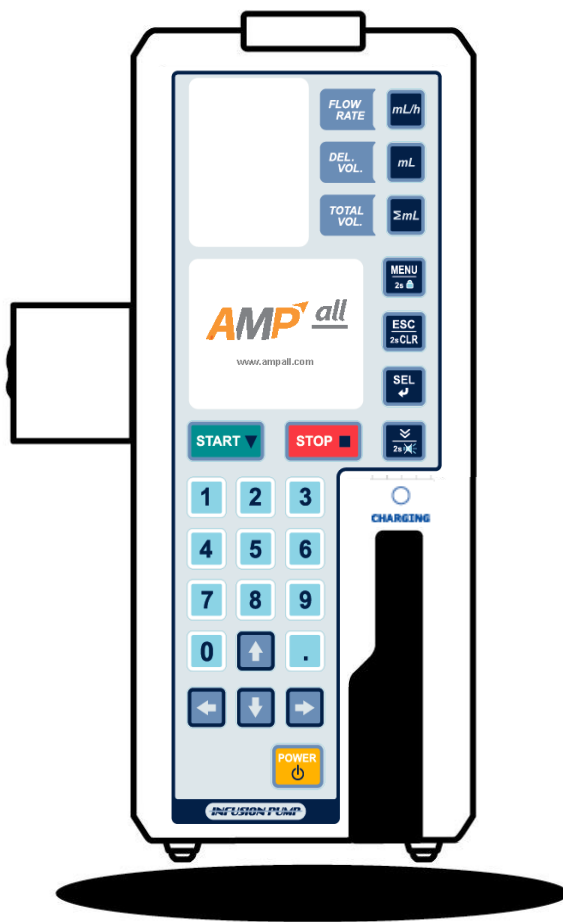 FLOW
RATE
mL/h
DEL.
VOL.
mL
TOTAL
VOL.
ΣmL
MENU
2s
AMP all
www.ampall.com
ESC
2s CLR
SEL
START
STOP
2s
1 2 3
CHARGING
4 5 6
7 8 9
0 .
POWER
INFUSION PUMP